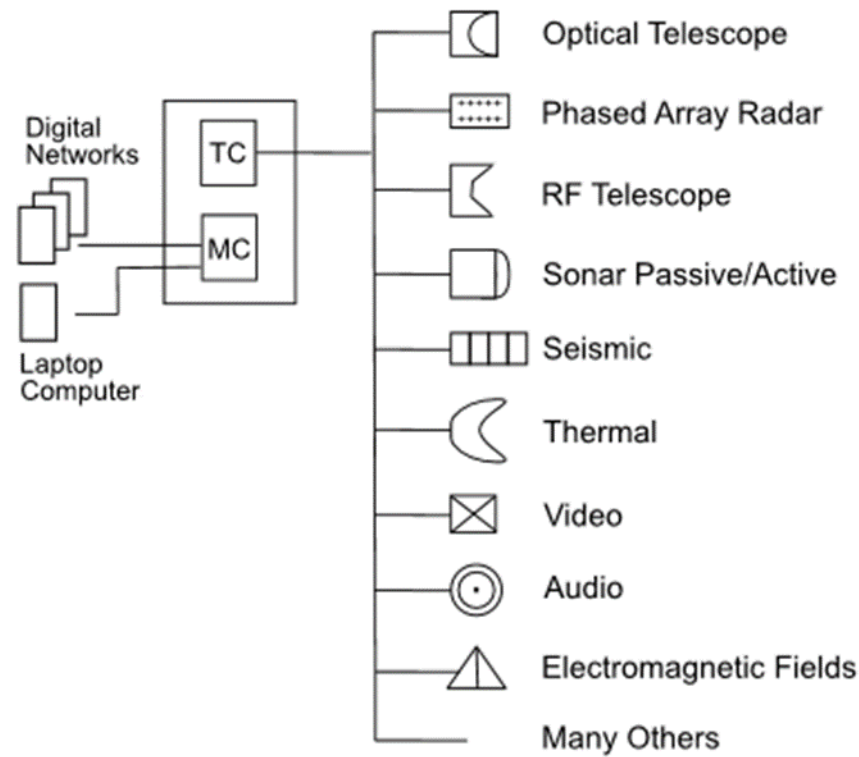 Digital
Networks
TC
MC
Laptop
Computer
Optical Telescope
Phased Array Radar
RF Telescope
Sonar Passive/Active
Seismic
Thermal
Video
Audio
Electromagnetic Fields
Many Others